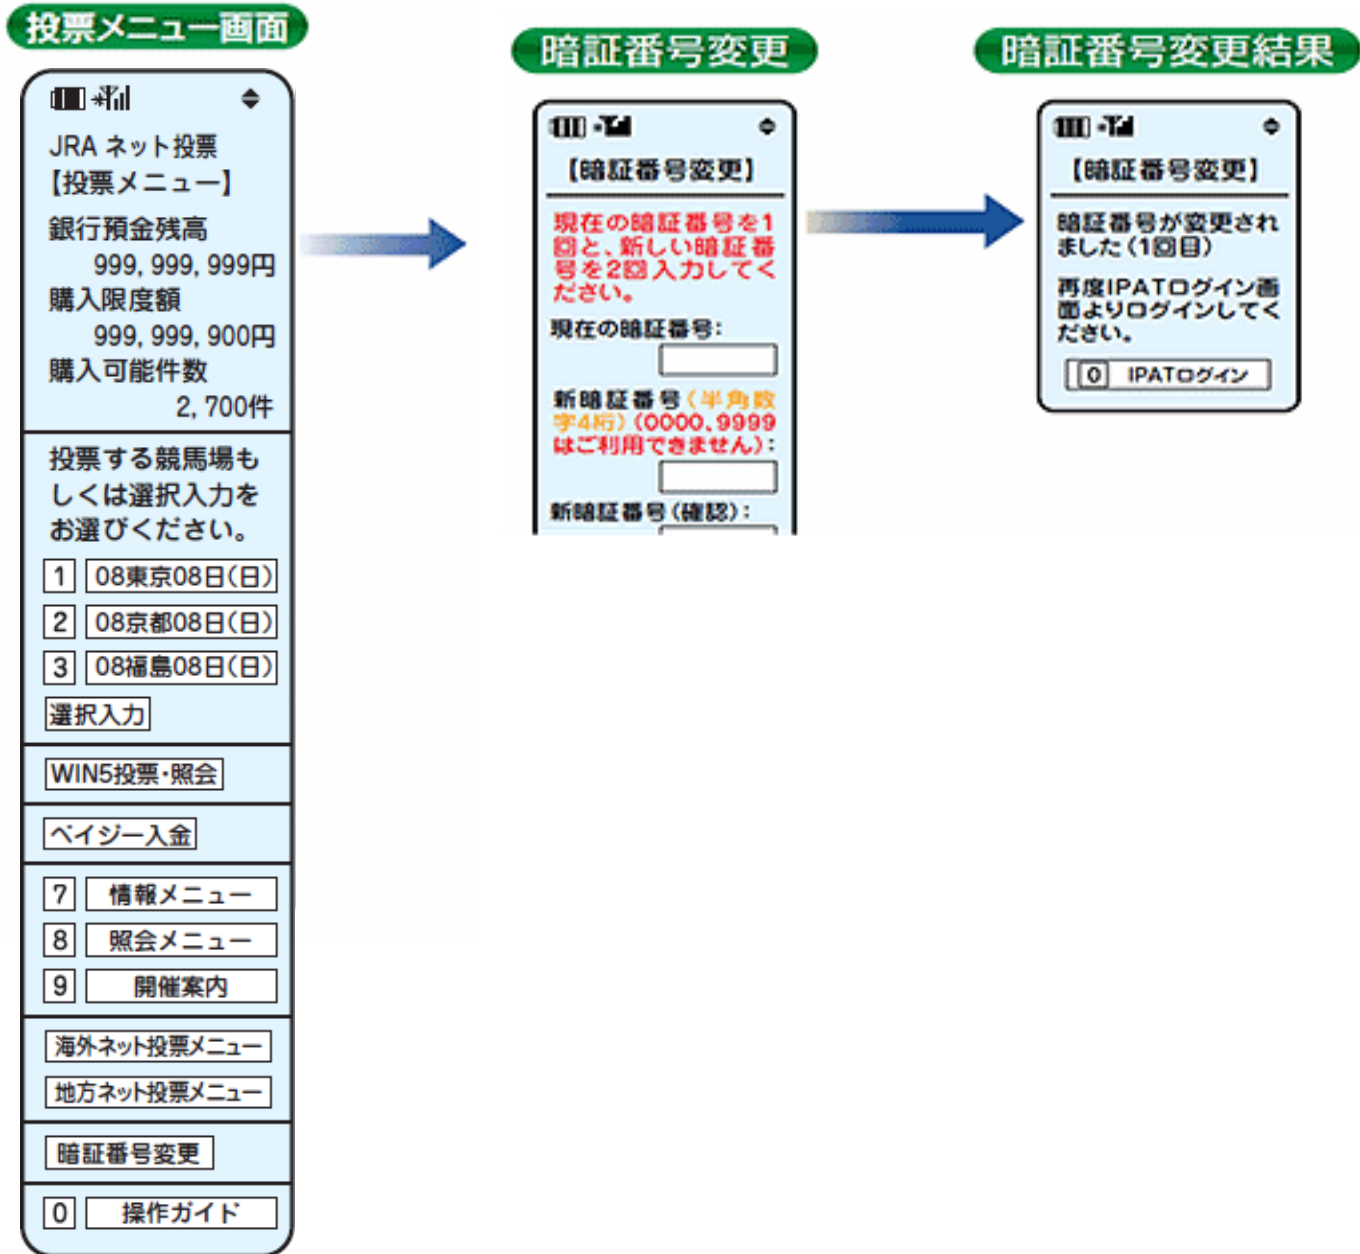 投票メニュー画面
JRA ネット投票
【投票メニュー】
銀行預金残高
999,999,999円
購入限度額
999,999,900円
購入可能件数
2,700件
投票する競馬場も
しくは選択入力を
お選びください。
1 08東京08日(日)
2 08京都08日(日)
3 08福島08日(日)
選択入力
WIN5投票・照会
ペイジー入金
7 情報メニュー
8 照会メニュー
9 開催案内
海外ネット投票メニュー
地方ネット投票メニュー
暗証番号変更
0 操作ガイド
暗証番号変更
【暗証番号変更】
現在の暗証番号を1
回と、新しい暗証番
号を2回入力してく
ださい。
現在の暗証番号:
新暗証番号(半角数
字4桁)(0000、9999
はご利用できません):
新暗証番号(確認):
暗証番号変更結果
【暗証番号変更】
暗証番号が変更され
ました(1回目)
再度IPATログイン画
面よりログインしてく
ださい。
0 IPATログイン